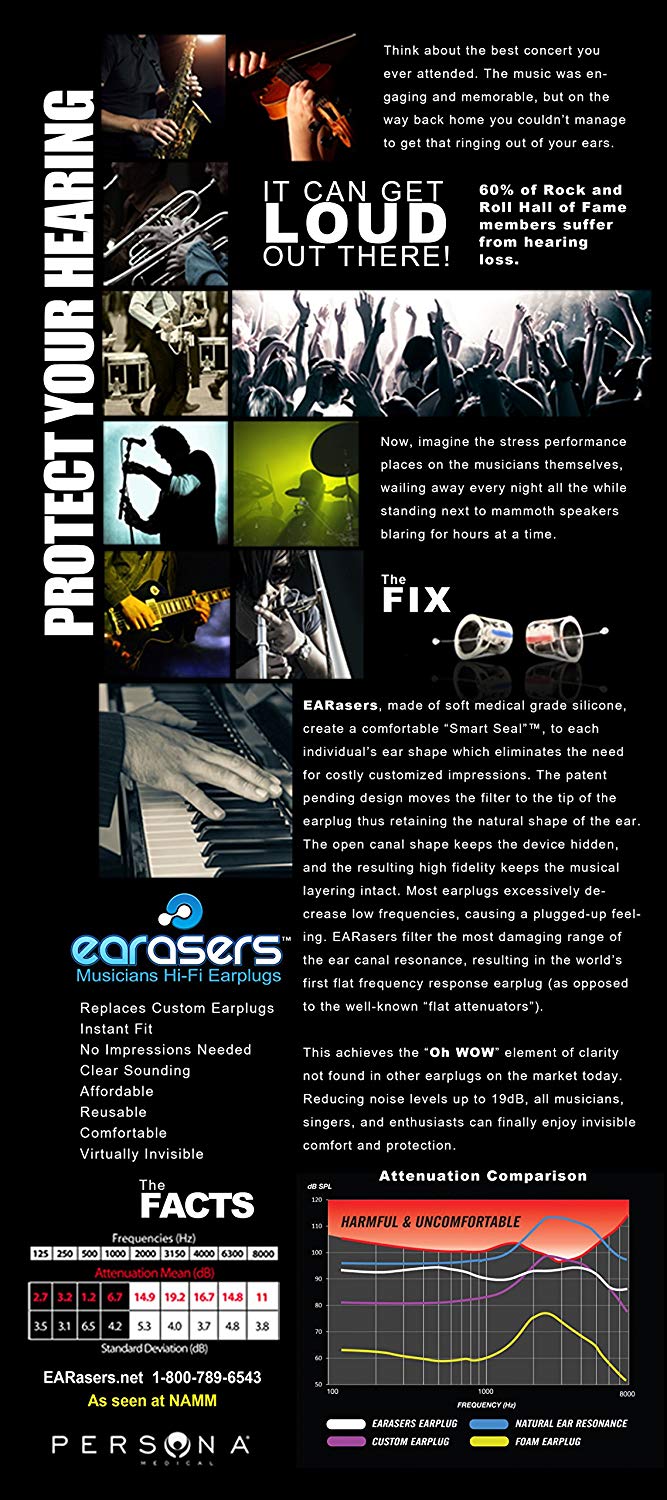 PROTECT YOUR HEARING
Think about the best concert you
ever attended. The music was en-
gaging and memorable, but on the
way back home you couldn't manage
to get that ringing out of your ears.
IT CAN GET
LOUD
OUT THERE!
60% of Rock and
Roll Hall of Fame
members suffer
from hearing
loss.
Now, imagine the stress performance
places on the musicians themselves,
wailing away every night all the while
standing next to mammoth speakers
blaring for hours at a time.
The
FIX
EARasers, made of soft medical grade silicone,
create a comfortable “Smart Seal”™, to each
individual's ear shape which eliminates the need
for costly customized impressions. The patent
pending design moves the filter to the tip of the
earplug thus retaining the natural shape of the ear.
The open canal shape keeps the device hidden,
and the resulting high fidelity keeps the musical
layering intact. Most earplugs excessively de-
crease low frequencies, causing a plugged-up feel-
ing. EARasers filter the most damaging range of
the ear canal resonance, resulting in the world's
first flat frequency response earplug (as opposed
to the well-known “flat attenuators”).
This achieves the “Oh WOW” element of clarity
not found in other earplugs on the market today.
Reducing noise levels up to 19dB, all musicians,
singers, and enthusiasts can finally enjoy invisible
comfort and protection.
earasers™
Musicians Hi-Fi Earplugs
Replaces Custom Earplugs
Instant Fit
No Impressions Needed
Clear Sounding
Affordable
Reusable
Comfortable
Virtually Invisible
The
FACTS
Frequencies (Hz)
125 250 500 1000 2000 3150 4000 6300 8000
Attenuation Mean (dB)
2.7 3.2 1.2 6.7 14.9 19.2 16.7 14.8 11
3.5 3.1 6.5 4.2 5.3 4.0 3.7 4.8 3.8
Standard Deviation (dB)
EARasers.net 1-800-789-6543
As seen at NAMM
PERSONA
MEDICAL
Attenuation Comparison
dB SPL
120
110
100
90
80
70
60
50
HARMFUL & UNCOMFORTABLE
100 1000 8000
FREQUENCY (Hz)
EARASERS EARPLUG NATURAL EAR RESONANCE
CUSTOM EARPLUG FOAM EARPLUG